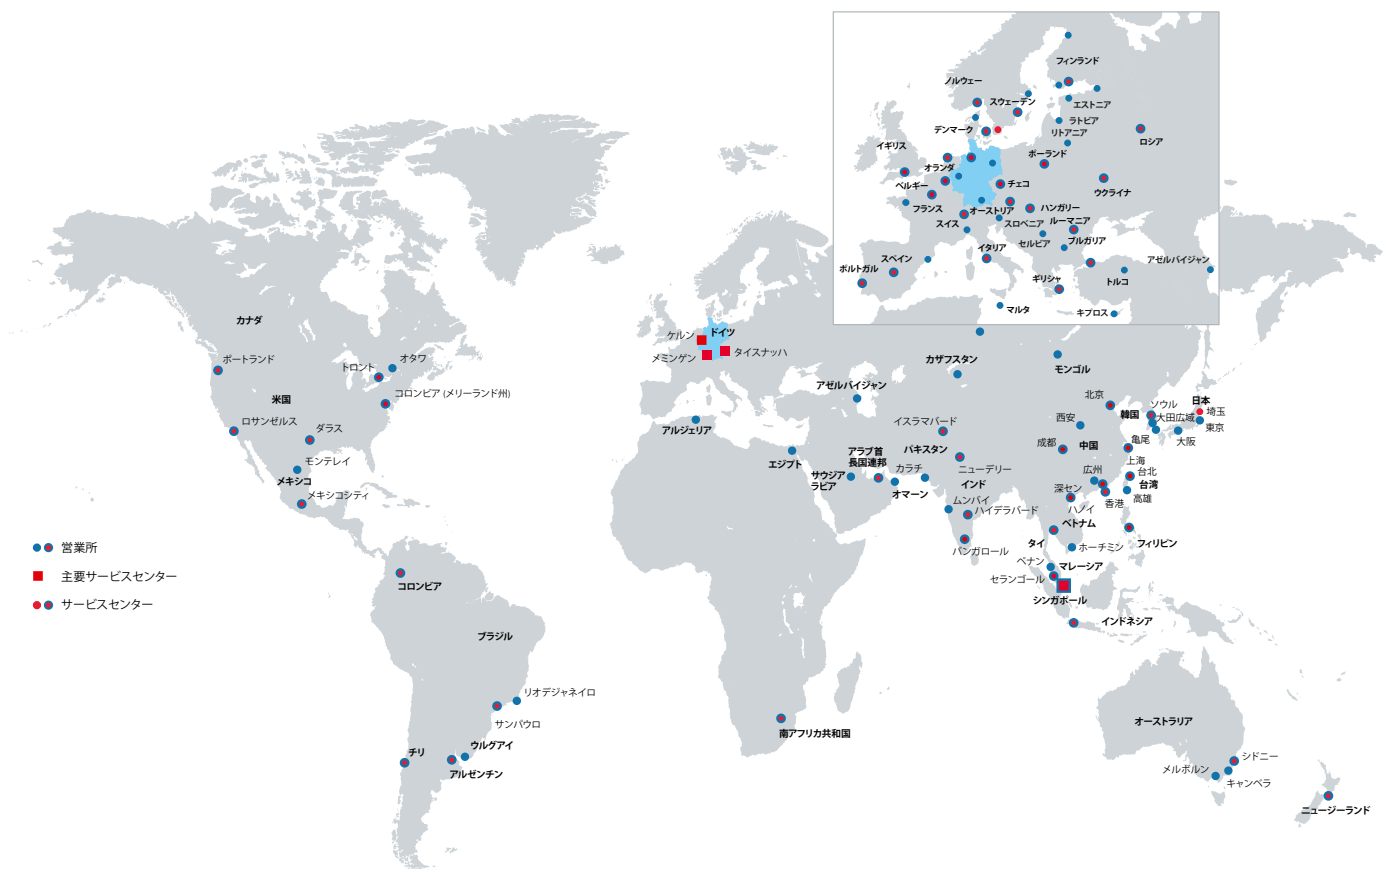 フィンランド
ノルウェー
スウェーデン
エストニア
デンマーク
ラトビア
リトアニア
ロシア
イギリス
ポーランド
オランダ
ベルギー
チェコ
ウクライナ
フランス
オーストリア
ハンガリー
スイス
スロベニア
ルーマニア
セルビア
ブルガリア
イタリア
スペイン
ポルトガル
アゼルバイジャン
ギリシャ
トルコ
マルタ
キプロス
カナダ
ポートランド
トロント
オタワ
コロンビア (メリーランド州)
米国
ロサンゼルス
ダラス
モンテレイ
メキシコ
メキシコシティ
営業所
主要サービスセンター
サービスセンター
コロンビア
ブラジル
リオデジャネイロ
サンパウロ
ウルグアイ
チリ
アルゼンチン
ケルン
ドイツ
メミンゲン
タイスナッハ
カザフスタン
モンゴル
アゼルバイジャン
アルジェリア
エジプト
イスラマバード
パキスタン
アラブ首
長国連邦
サウジア
ラビア
カラチ
オマーン
ニューデリー
インド
ムンバイ
ハイデラバード
バンガロール
北京
韓国
ソウル
日本
埼玉
大田広域
東京
西安
成都
中国
亀尾
大阪
上海
広州
台北
台湾
深セン
香港
高雄
ハノイ
ベトナム
タイ
ホーチミン
フィリピン
ペナン
マレーシア
セランゴール
シンガポール
インドネシア
南アフリカ共和国
オーストラリア
シドニー
メルボルン
キャンベラ
ニュージーランド